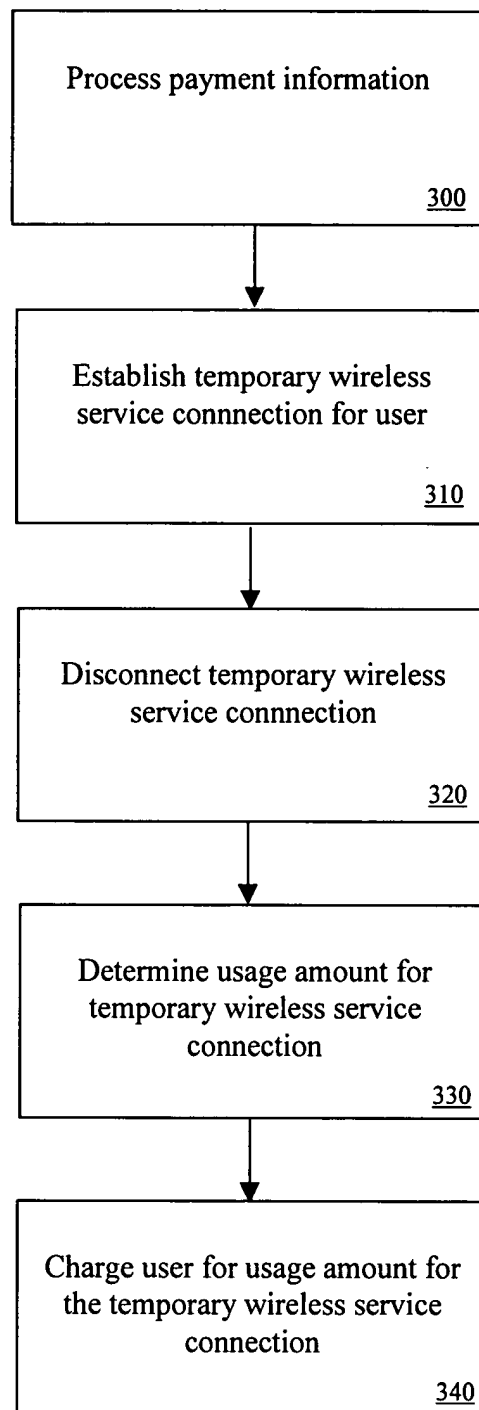 Process payment information
300
Establish temporary wireless
service connnection for user
310
Disconnect temporary wireless
service connnection
320
Determine usage amount for
temporary wireless service
connection
330
Charge user for usage amount for
the temporary wireless service
connection
340